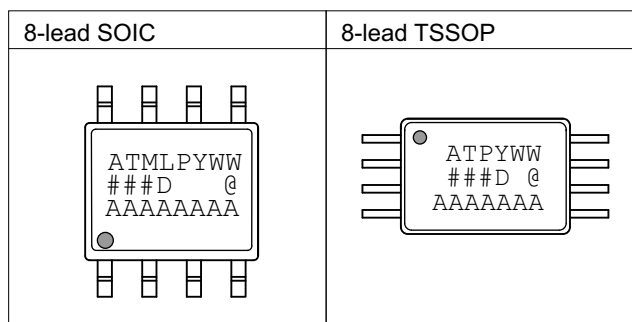 8-lead SOIC
8-lead TSSOP
ATMLPYWW
###D @
AAAAAAAA
ATPYWW
###D @
AAAAAAA